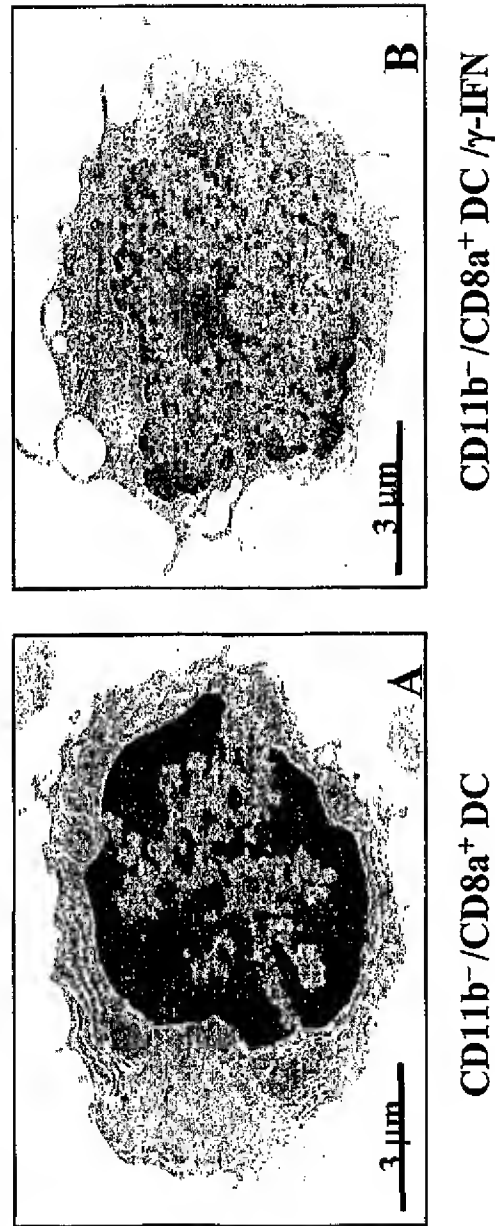 A
3 µm
CD11b⁻/CD8a⁺ DC
B
3 µm
CD11b⁻/CD8a⁺ DC /γ-IFN